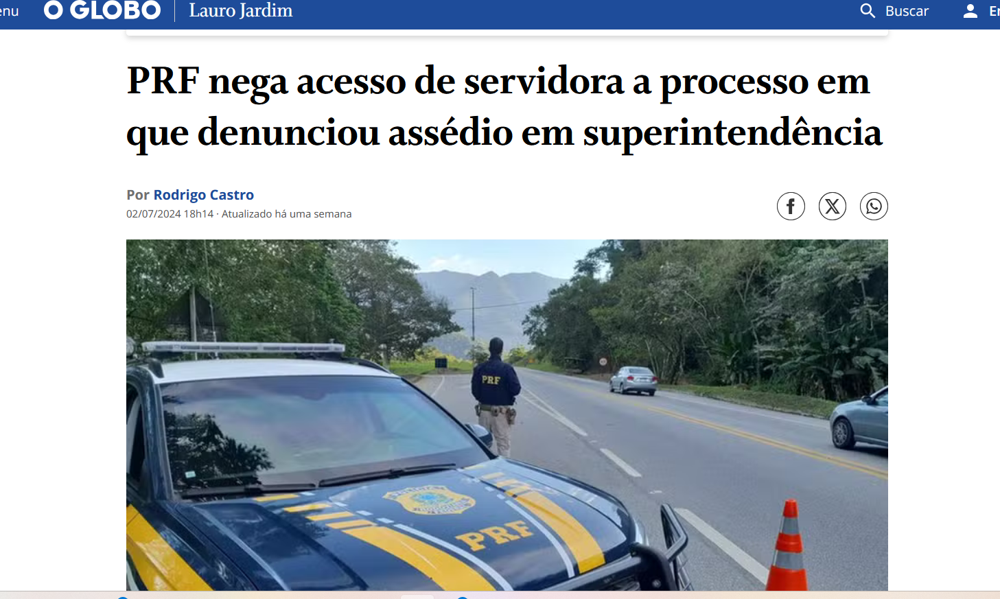 enu
O GLOBO
Lauro Jardim
Buscar
En
PRF nega acesso de servidora a processo em
que denunciou assédio em superintendência
Por Rodrigo Castro
02/07/2024 18h14 · Atualizado há uma semana
PRF
PRF